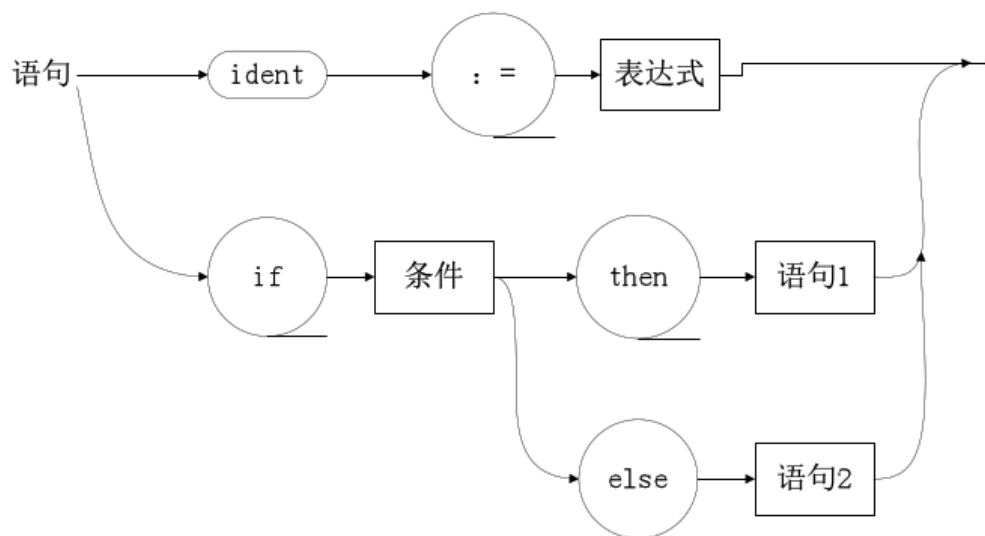 语句
ident
：=
表达式
if
条件
then
语句1
else
语句2